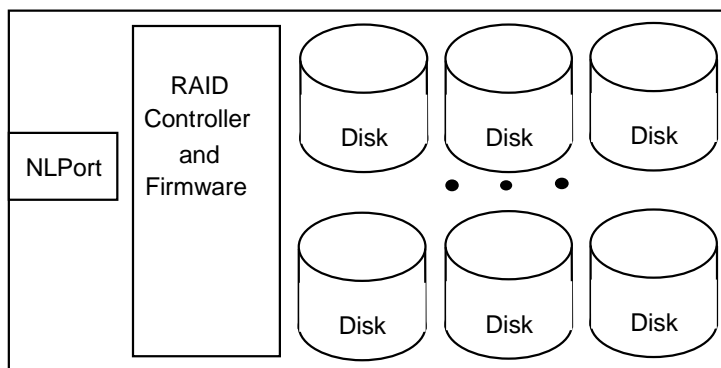 NLPort
RAID
Controller
and
Firmware
Disk
Disk
Disk
Disk
Disk
Disk